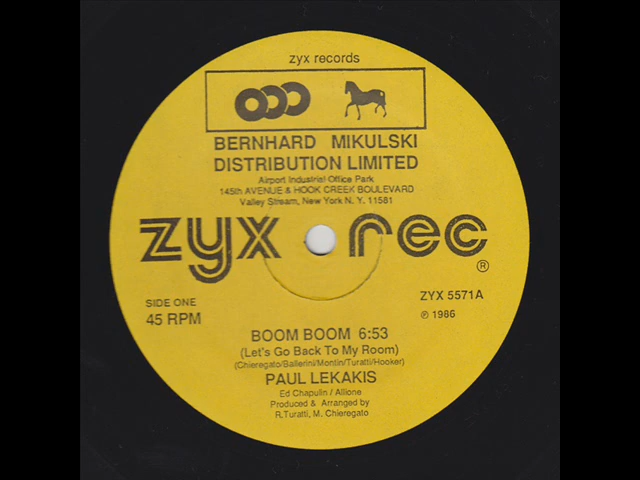 zyx records
BERNHARD MIKULSKI
DISTRIBUTION LIMITED
Airport Industrial Office Park
145th AVENUE & HOOK CREEK BOULEVARD
Valley Stream, New York N. Y. 11581
zyx rec
®
SIDE ONE
45 RPM
ZYX 5571A
℗ 1986
BOOM BOOM 6:53
(Let's Go Back To My Room)
(Chieregato/Ballerini/Montin/Turatti/Hooker)
PAUL LEKAKIS
Ed Chapulin / Allione
Produced & Arranged by
R.Turatti, M. Chieregato